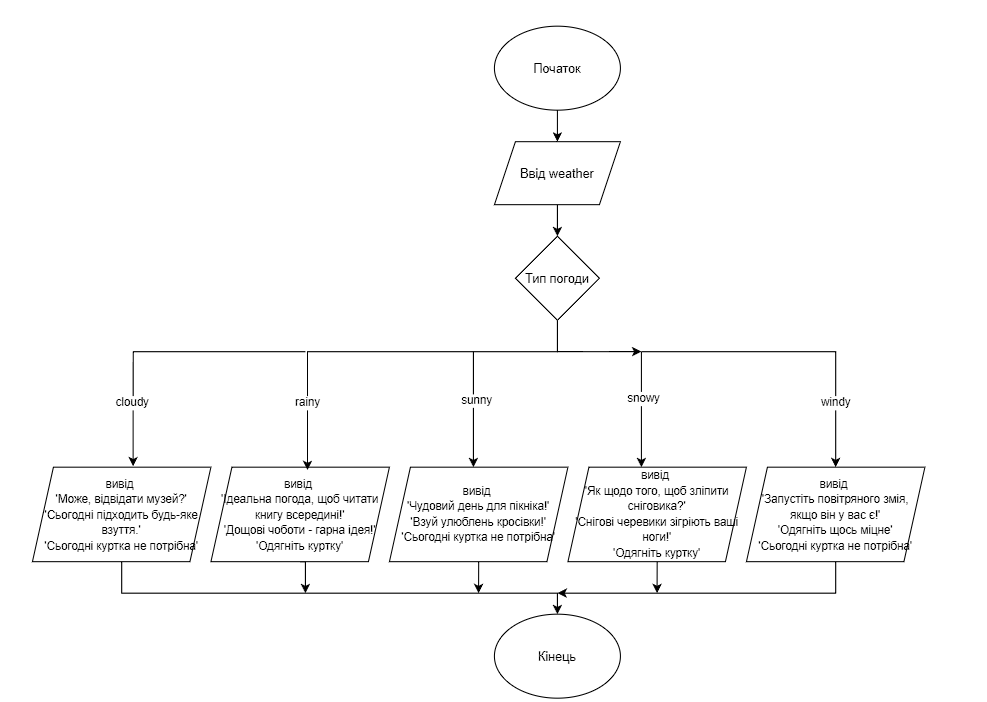 Початок
Ввід weather
Тип погоди
cloudy
rainy
sunny
snowy
windy
вивід
'Може, відвідати музей?'
'Сьогодні підходить будь-яке
взуття.'
'Сьогодні куртка не потрібна'
вивід
'Ідеальна погода, щоб читати
книгу всередині!'
'Дощові чоботи - гарна ідея!'
'Одягніть куртку'
вивід
'Чудовий день для пікніка!'
'Взуй улюблень кросівки!'
'Сьогодні куртка не потрібна'
вивід
'Як щодо того, щоб зліпити
сніговика?'
'Снігові черевики зігріють ваші
ноги!'
'Одягніть куртку'
вивід
'Запустіть повітряного змія,
якщо він у вас є!'
'Одягніть щось міцне'
'Сьогодні куртка не потрібна'
Кінець